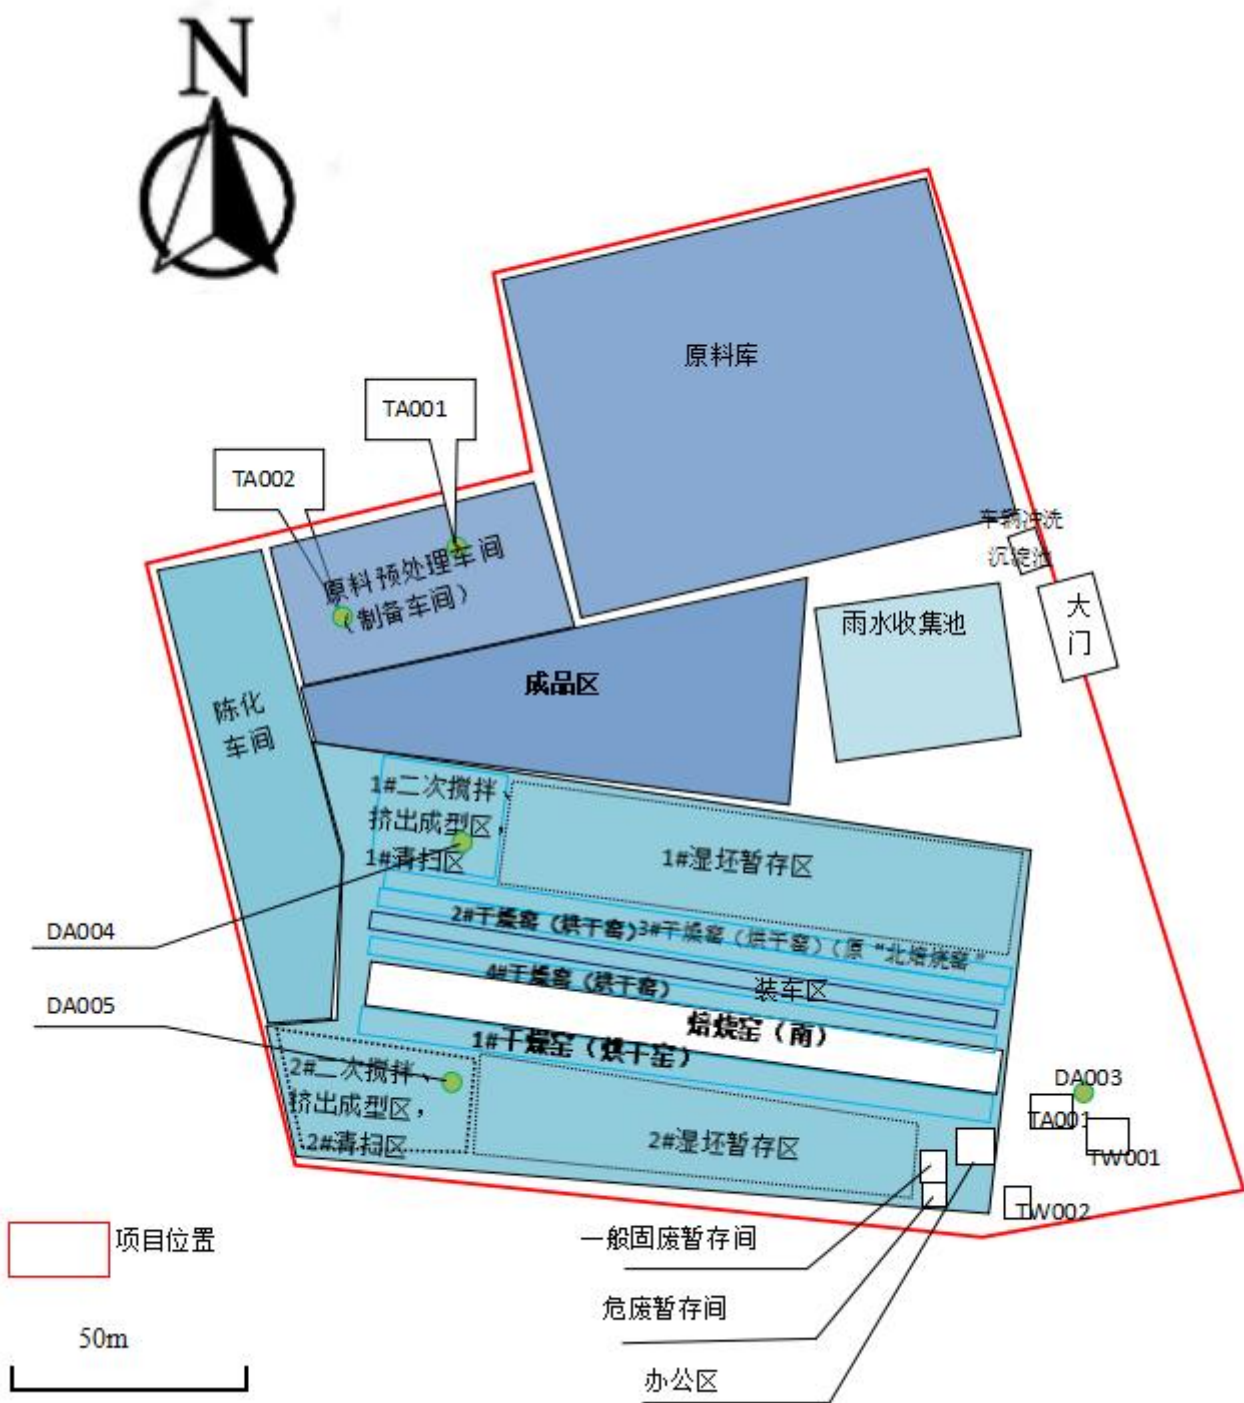 N
原料库
TA001
TA002
车辆冲洗
沉淀池
原料预处理车间
（制备车间）
大
门
雨水收集池
成品区
陈化
车间
1#二次搅拌、
挤出成型区，
1#清扫区
1#湿坯暂存区
2#干燥窑（烘干窑）
3#干燥窑（烘干窑）（原“北焙烧窑”
DA004
4#干燥窑（烘干窑）
装车区
DA005
焙烧窑（南）
1#干燥窑（烘干窑）
2#二次搅拌、
挤出成型区，
2#清扫区
2#湿坯暂存区
DA003
TA001
TW001
TW002
项目位置
一般固废暂存间
危废暂存间
办公区
50m